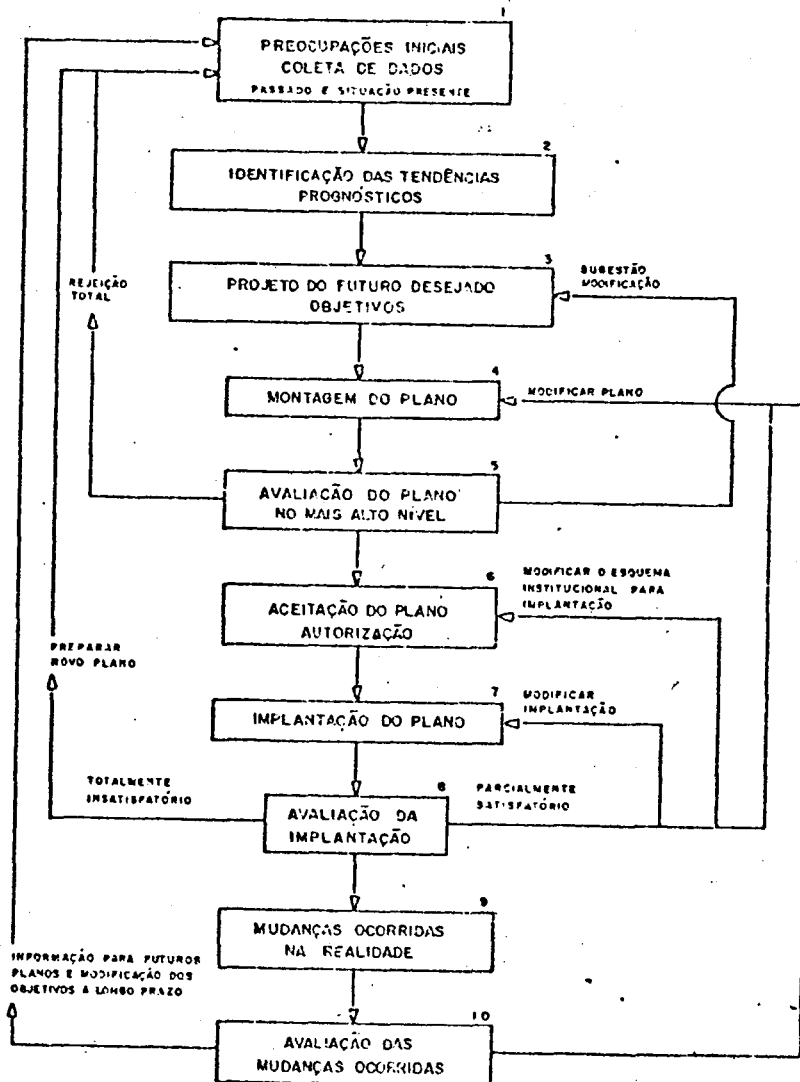 1
PREOCUPAÇÕES INICIAIS
COLETA DE DADOS
PASSADO E SITUAÇÃO PRESENTE
2
IDENTIFICAÇÃO DAS TENDÊNCIAS
PROGNÓSTICOS
3
PROJETO DO FUTURO DESEJADO
OBJETIVOS
SUGESTÃO
MODIFICAÇÃO
REJEIÇÃO
TOTAL
4
MONTAGEM DO PLANO
MODIFICAR PLANO
5
AVALIAÇÃO DO PLANO
NO MAIS ALTO NÍVEL
6
ACEITAÇÃO DO PLANO
AUTORIZAÇÃO
MODIFICAR O ESQUEMA
INSTITUCIONAL PARA
IMPLANTAÇÃO
PREPARAR
NOVO PLANO
7
IMPLANTAÇÃO DO PLANO
MODIFICAR
IMPLANTAÇÃO
TOTALMENTE
INSATISFATÓRIO
8
AVALIAÇÃO DA
IMPLANTAÇÃO
PARCIALMENTE
SATISFATÓRIO
9
MUDANÇAS OCORRIDAS
NA REALIDADE
INFORMAÇÃO PARA FUTUROS
PLANOS E MODIFICAÇÃO DOS
OBJETIVOS A LONGO PRAZO
10
AVALIAÇÃO DAS
MUDANÇAS OCORRIDAS